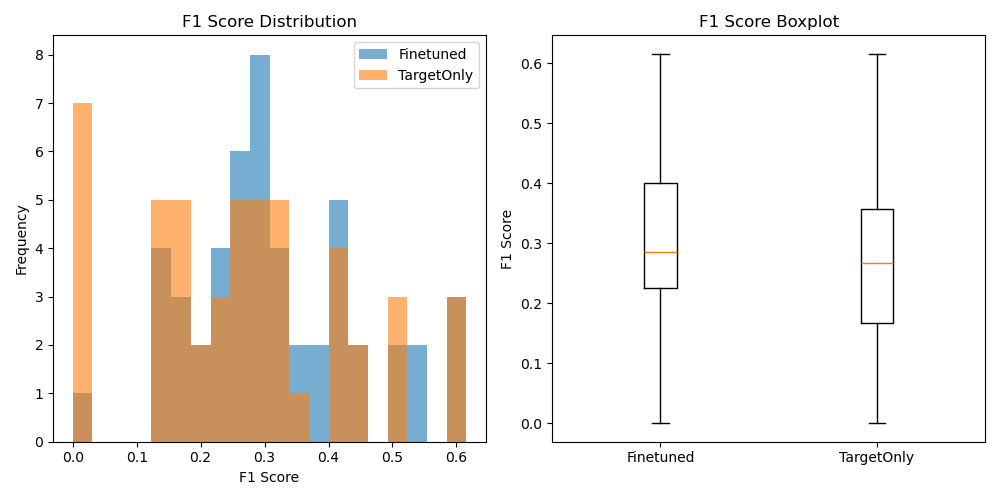 F1 Score Distribution
Finetuned
TargetOnly
Frequency
8
7
6
5
4
3
2
1
0
0.0 0.1 0.2 0.3 0.4 0.5 0.6
F1 Score
F1 Score Boxplot
F1 Score
0.6
0.5
0.4
0.3
0.2
0.1
0.0
Finetuned TargetOnly